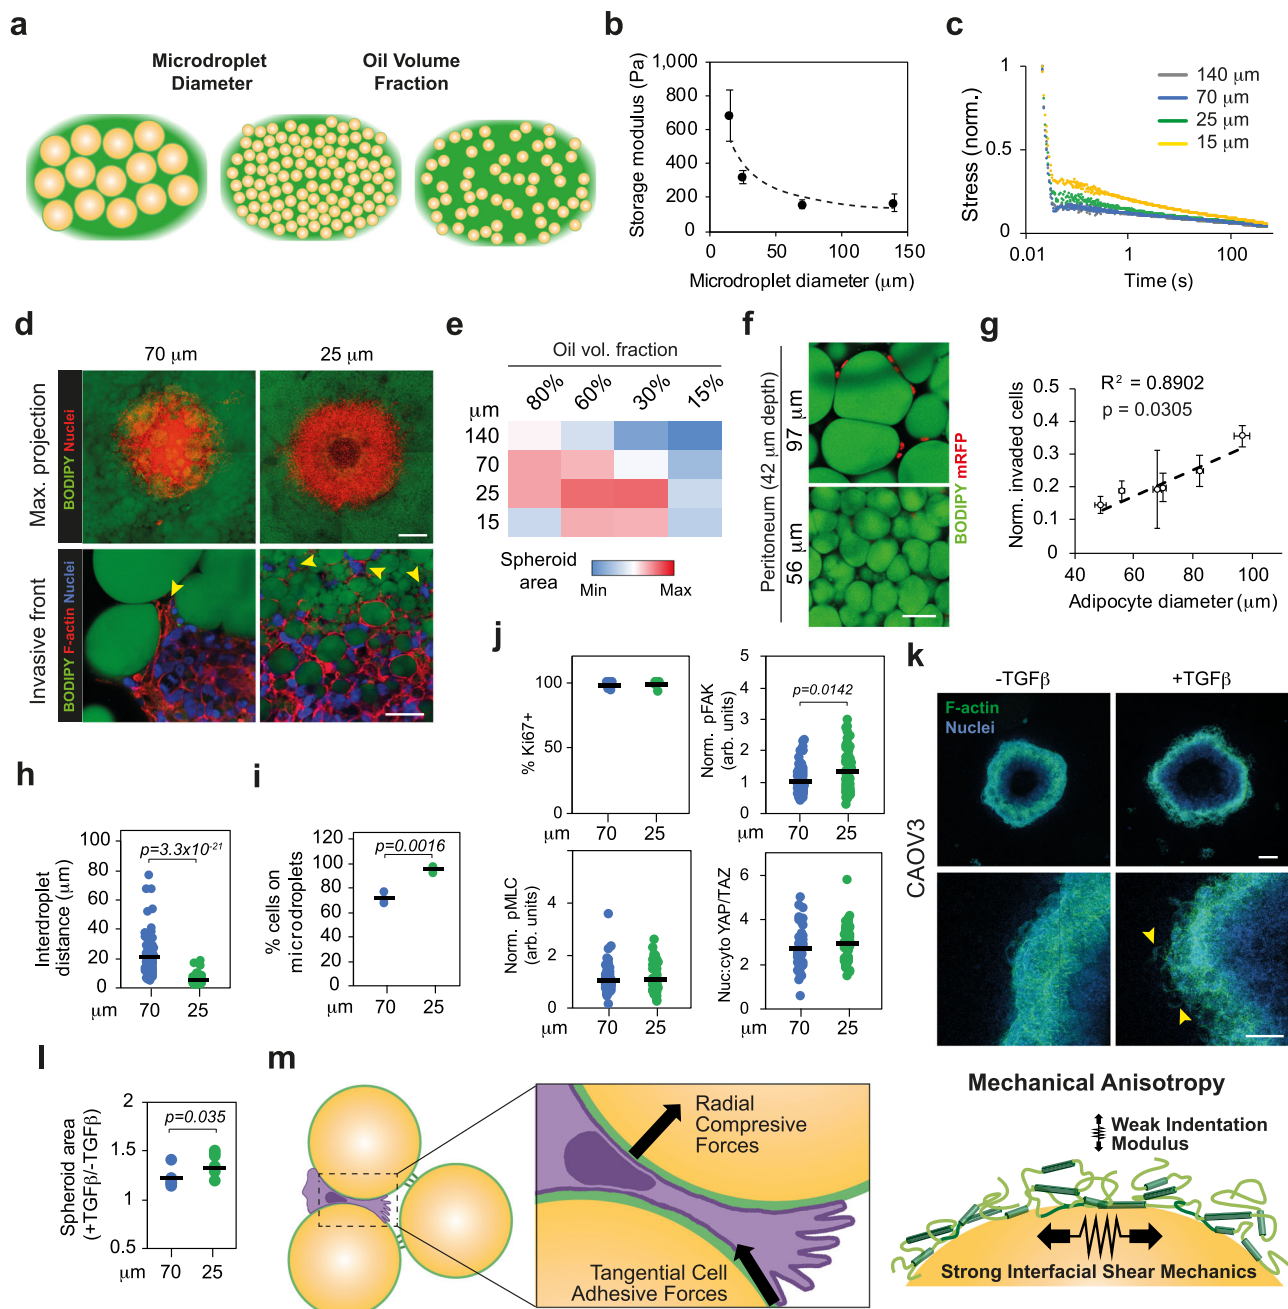 a
Microdroplet
Diameter
Oil Volume
Fraction
b
Storage modulus (Pa)
1,000
800
600
400
200
0
0
50
100
150
Microdroplet diameter (μm)
c
Stress (norm.)
1
0.5
0
0.01
1
100
Time (s)
140 μm
70 μm
25 μm
15 μm
d
70 μm
25 μm
Max. projection
BODIPY Nuclei
Invasive front
BODIPY F-actin Nuclei
e
Oil vol. fraction
80%
60%
30%
15%
μm
140
70
25
15
Spheroid
area
Min
Max
f
Peritoneum (42 μm depth)
97 μm
56 μm
BODIPY mRFP
g
Norm. invaded cells
0.5
0.4
0.3
0.2
0.1
0
R² = 0.8902
p = 0.0305
40
60
80
100
Adipocyte diameter (μm)
h
Interdroplet
distance (μm)
100
80
60
40
20
0
p=3.3x10⁻²¹
μm
70
25
i
% cells on
microdroplets
120
100
80
60
40
20
0
p=0.0016
μm
70
25
j
% Ki67+
100
50
0
μm
70
25
Norm. pFAK
(arb. units)
5
4
3
2
1
0
p=0.0142
μm
70
25
Norm. pMLC
(arb. units)
6
4
2
0
μm
70
25
Nuc:cyto YAP/TAZ
6
4
2
0
μm
70
25
k
-TGFβ
+TGFβ
F-actin
Nuclei
CAOV3
l
Spheroid area
(+TGFβ/-TGFβ)
2
1.5
1
0.5
p=0.035
μm
70
25
m
Radial
Compresive
Forces
Tangential Cell
Adhesive Forces
Mechanical Anisotropy
Weak Indentation
Modulus
Strong Interfacial Shear Mechanics